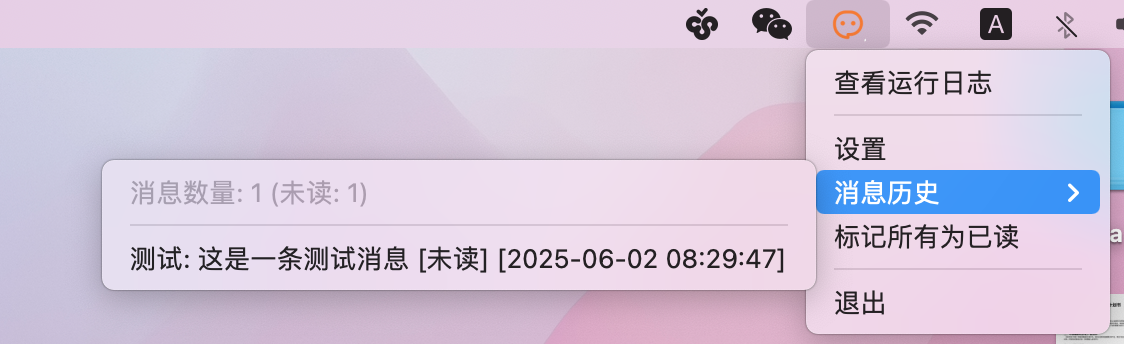 A
查看运行日志
设置
消息历史
标记所有为已读
退出
消息数量: 1 (未读: 1)
测试: 这是一条测试消息 [未读] [2025-06-02 08:29:47]
a